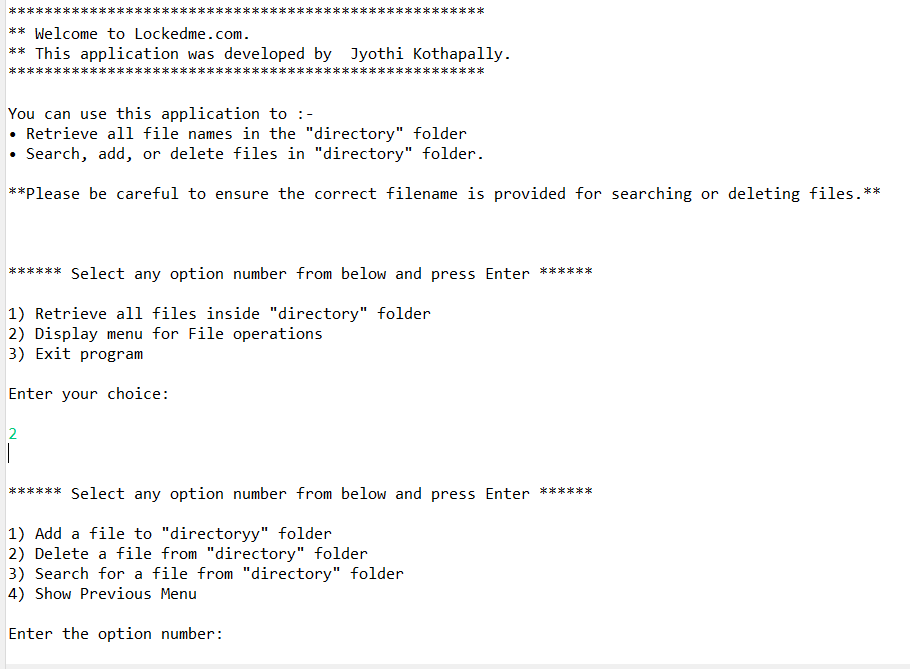 *****************************************************
** Welcome to Lockedme.com.
** This application was developed by  Jyothi Kothapally.
*****************************************************
You can use this application to :-
• Retrieve all file names in the "directory" folder
• Search, add, or delete files in "directory" folder.
**Please be careful to ensure the correct filename is provided for searching or deleting files.**
****** Select any option number from below and press Enter ******
1) Retrieve all files inside "directory" folder
2) Display menu for File operations
3) Exit program
Enter your choice:
2
****** Select any option number from below and press Enter ******
1) Add a file to "directoryy" folder
2) Delete a file from "directory" folder
3) Search for a file from "directory" folder
4) Show Previous Menu
Enter the option number: